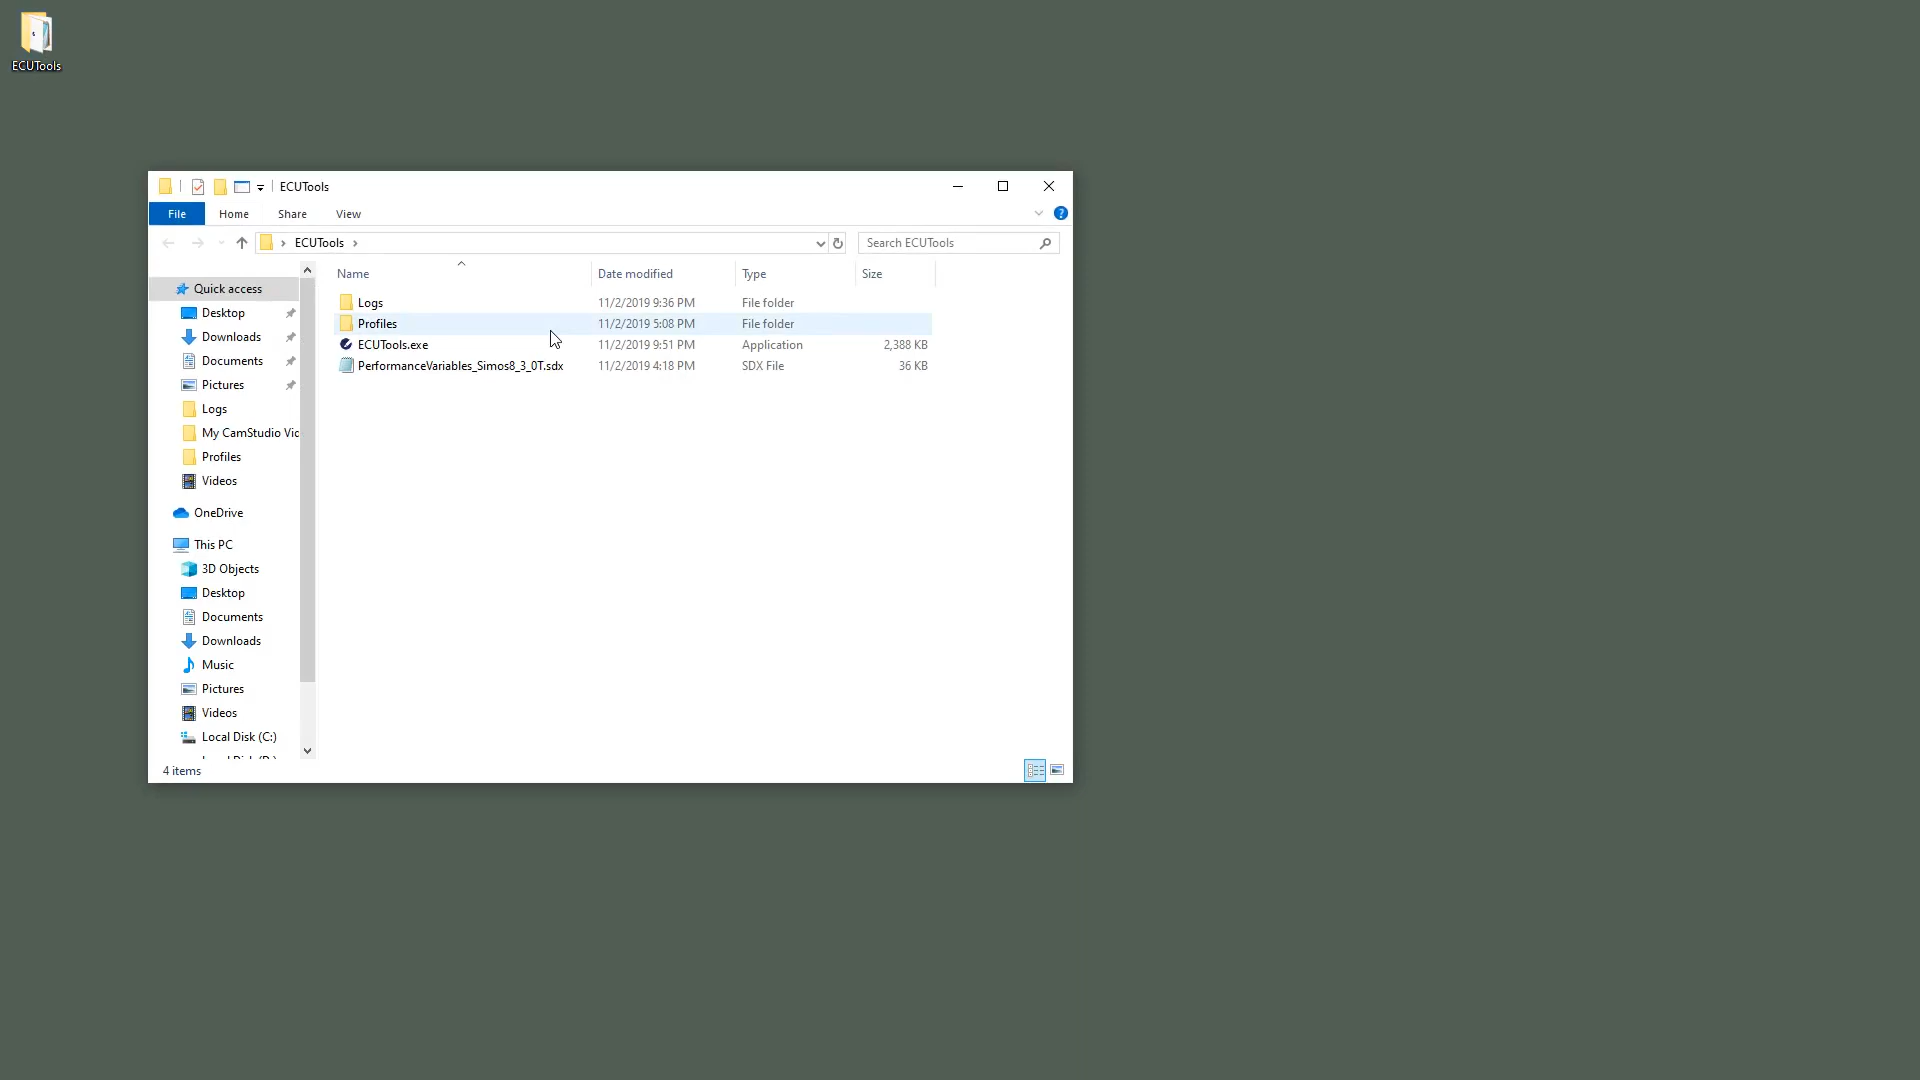 ECUTools
ECUTools
File Home Share View
ECUTools
Search ECUTools
Name Date modified Type Size
Quick access
Desktop
Downloads
Documents
Pictures
Logs
My CamStudio Vic
Profiles
Videos
OneDrive
This PC
3D Objects
Desktop
Documents
Downloads
Music
Pictures
Videos
Local Disk (C:)
Logs 11/2/2019 9:36 PM File folder
Profiles 11/2/2019 5:08 PM File folder
ECUTools.exe 11/2/2019 9:51 PM Application 2,388 KB
PerformanceVariables_Simos8_3_0T.sdx 11/2/2019 4:18 PM SDX File 36 KB
4 items